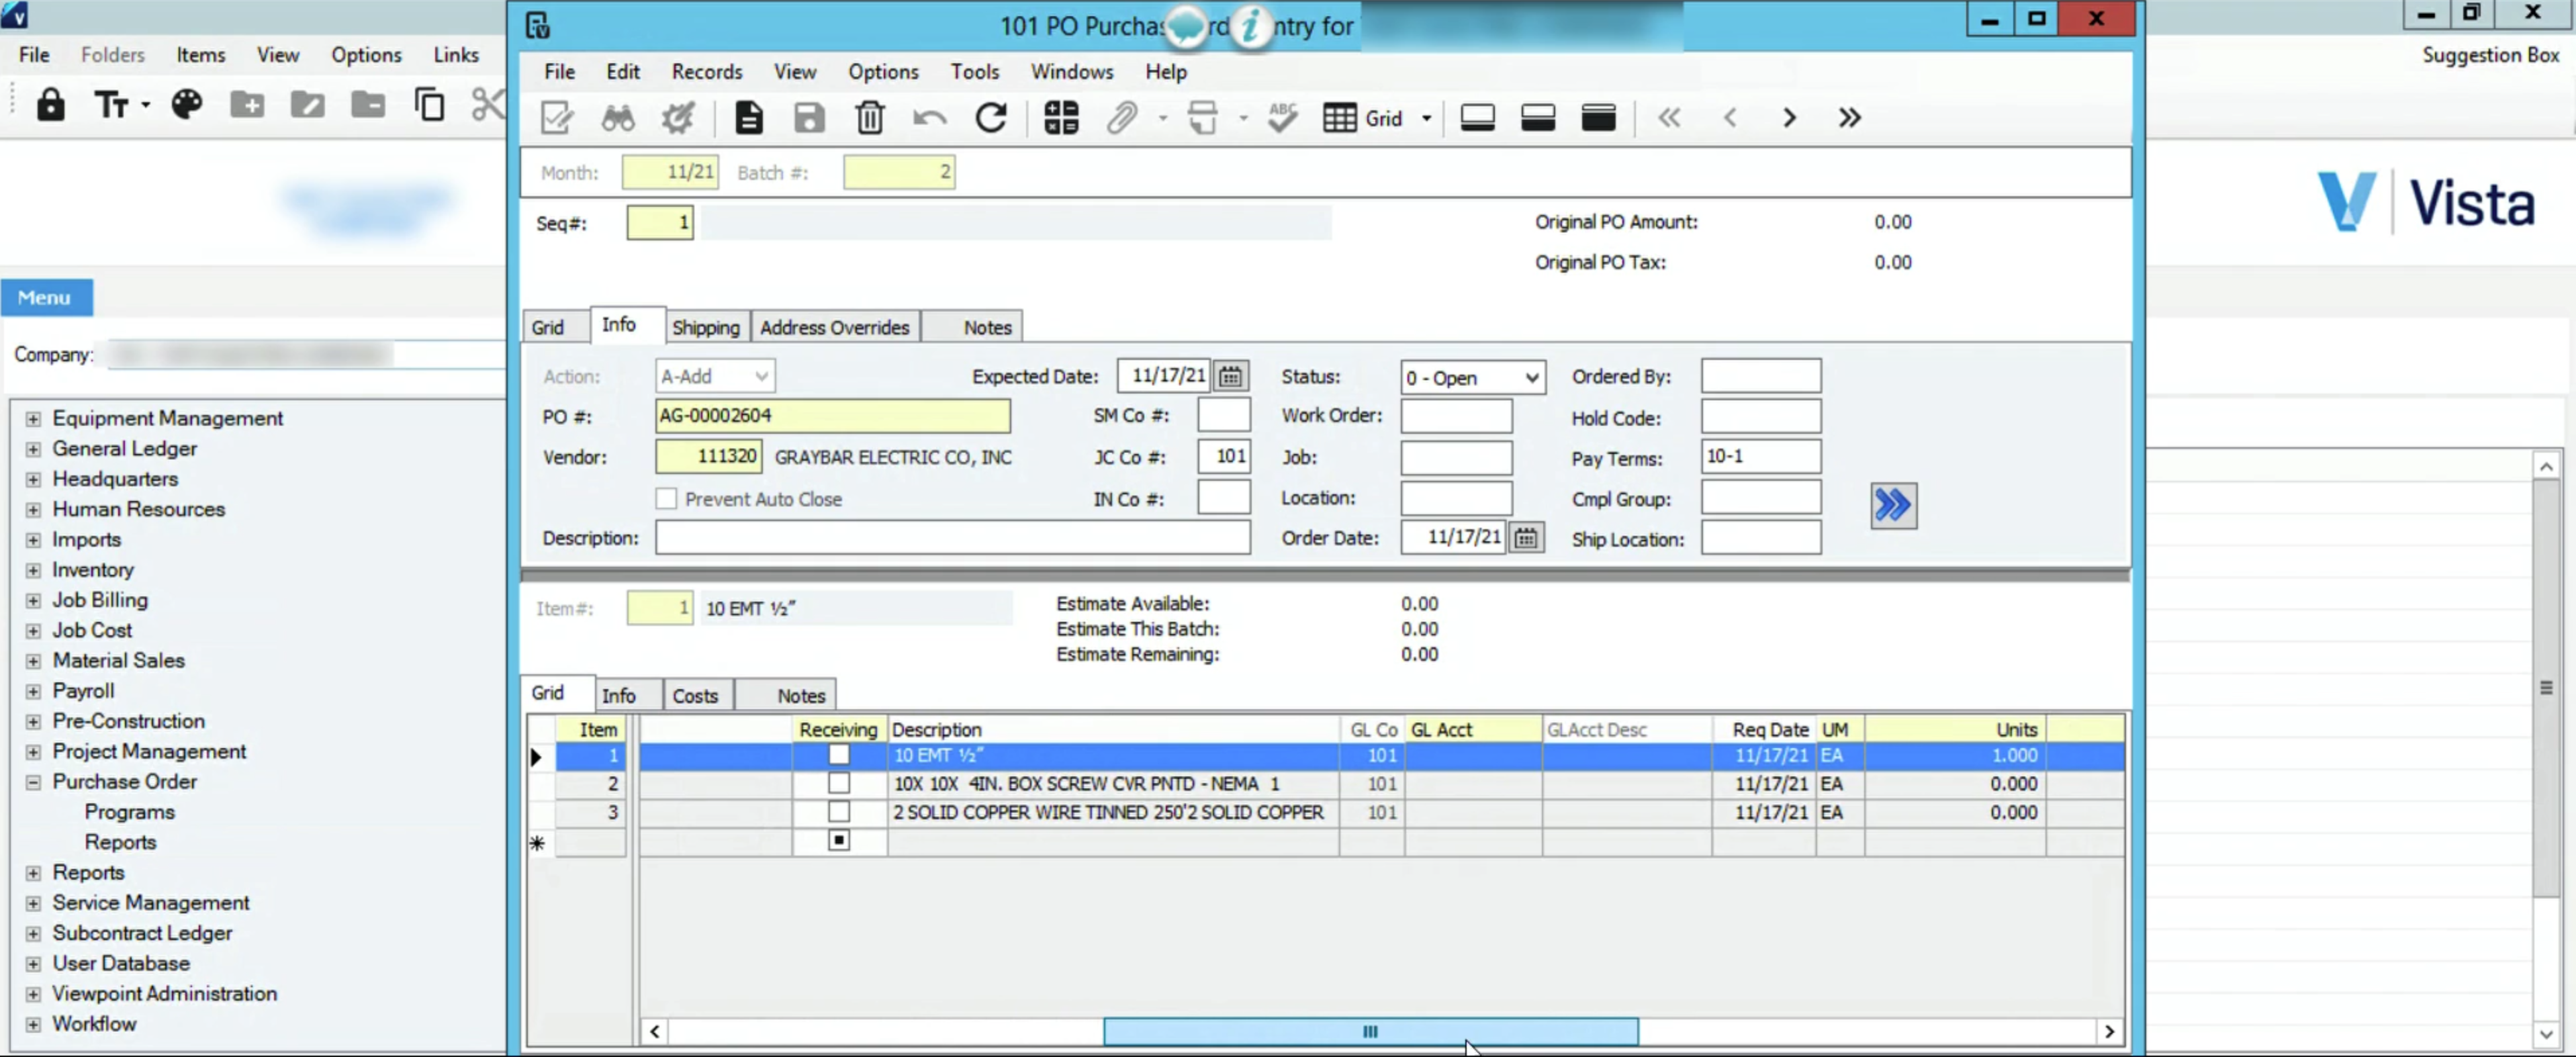 101 PO Purchas rd ntry for
File Folders Items View Options Links
Suggestion Box
File Edit Records View Options Tools Windows Help
TT
ABC
Grid
Month: 11/21 Batch #: 2
Seq#: 1
Original PO Amount: 0.00
Original PO Tax: 0.00
V | Vista
Menu
Company:
Equipment Management
General Ledger
Headquarters
Human Resources
Imports
Inventory
Job Billing
Job Cost
Material Sales
Payroll
Pre-Construction
Project Management
Purchase Order
Programs
Reports
Reports
Service Management
Subcontract Ledger
User Database
Viewpoint Administration
Workflow
Grid Info Shipping Address Overrides Notes
Action: A-Add Expected Date: 11/17/21 Status: 0 - Open Ordered By:
PO #: AG-00002604 SM Co #: Work Order: Hold Code:
Vendor: 111320 GRAYBAR ELECTRIC CO, INC JC Co #: 101 Job: Pay Terms: 10-1
Prevent Auto Close IN Co #: Location: Cmpl Group:
Description: Order Date: 11/17/21 Ship Location:
Item#: 1 10 EMT ½”
Estimate Available: 0.00
Estimate This Batch: 0.00
Estimate Remaining: 0.00
Grid Info Costs Notes
Item Receiving Description GL Co GL Acct GLAcct Desc Req Date UM Units
1 10 EMT ½” 101 11/17/21 EA 1.000
2 10X 10X 4IN. BOX SCREW CVR PNTD - NEMA 1 101 11/17/21 EA 0.000
3 2 SOLID COPPER WIRE TINNED 250'2 SOLID COPPER 101 11/17/21 EA 0.000